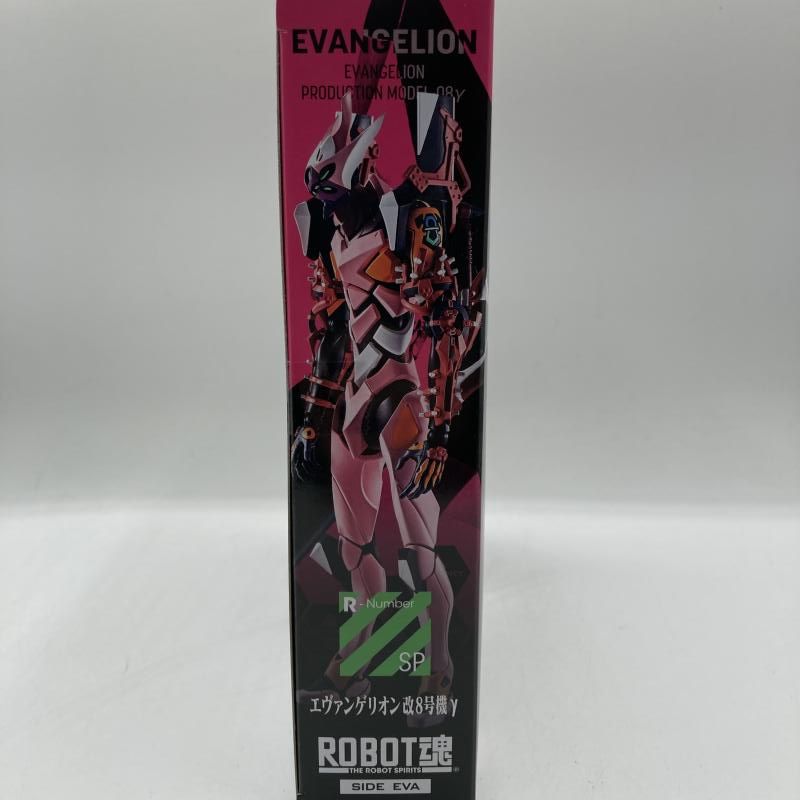 EVANGELION
EVANGELION
PRODUCTION MODEL-08γ
R-Number
SP
エヴァンゲリオン改8号機γ
ROBOT魂
THE ROBOT SPIRITS
SIDE EVA